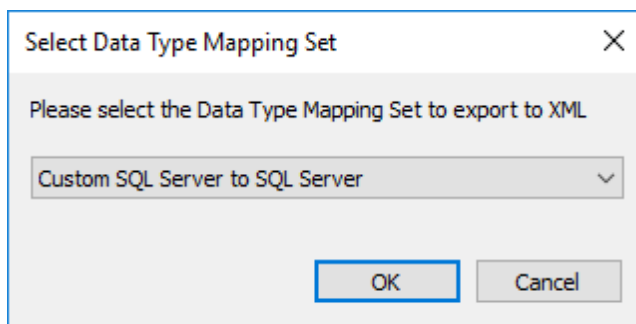 Select Data Type Mapping Set
Please select the Data Type Mapping Set to export to XML
Custom SQL Server to SQL Server
OK Cancel